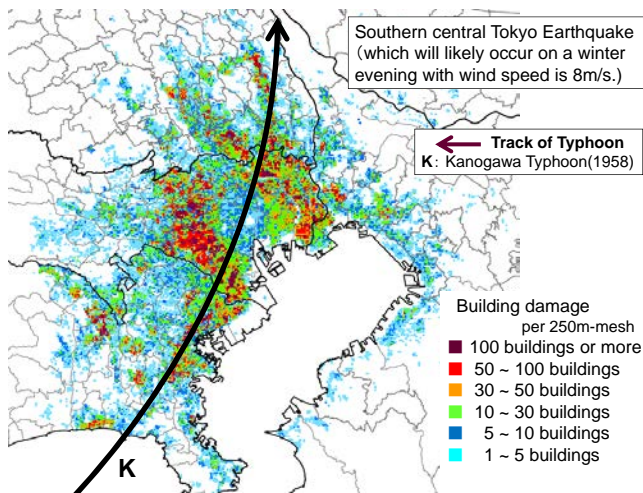 Southern central Tokyo Earthquake
（which will likely occur on a winter
evening with wind speed is 8m/s.)
Track of Typhoon
K: Kanogawa Typhoon(1958)
K
Building damage
per 250m-mesh
100 buildings or more
50 ~ 100 buildings
30 ~ 50 buildings
10 ~ 30 buildings
5 ~ 10 buildings
1 ~ 5 buildings